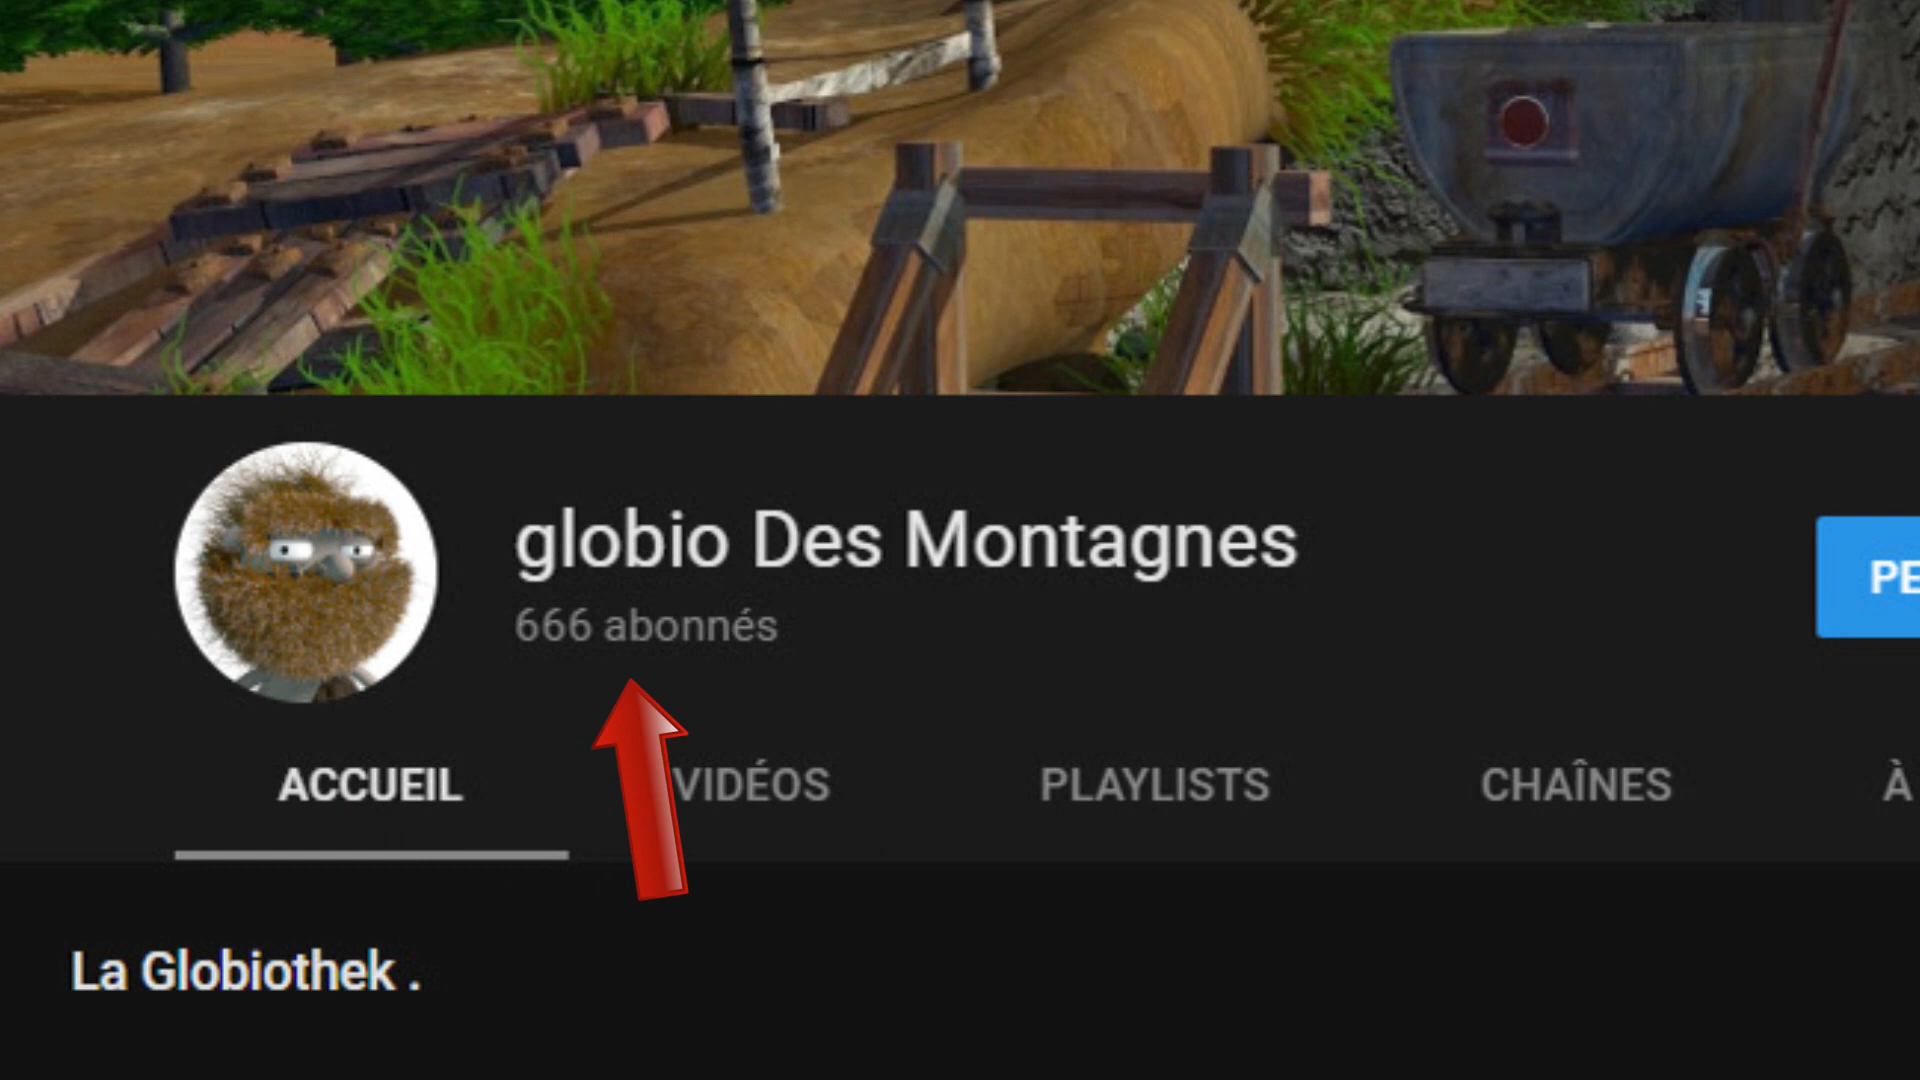 globio Des Montagnes
666 abonnés
PE
ACCUEIL VIDÉOS PLAYLISTS CHAÎNES À
La Globiothek .